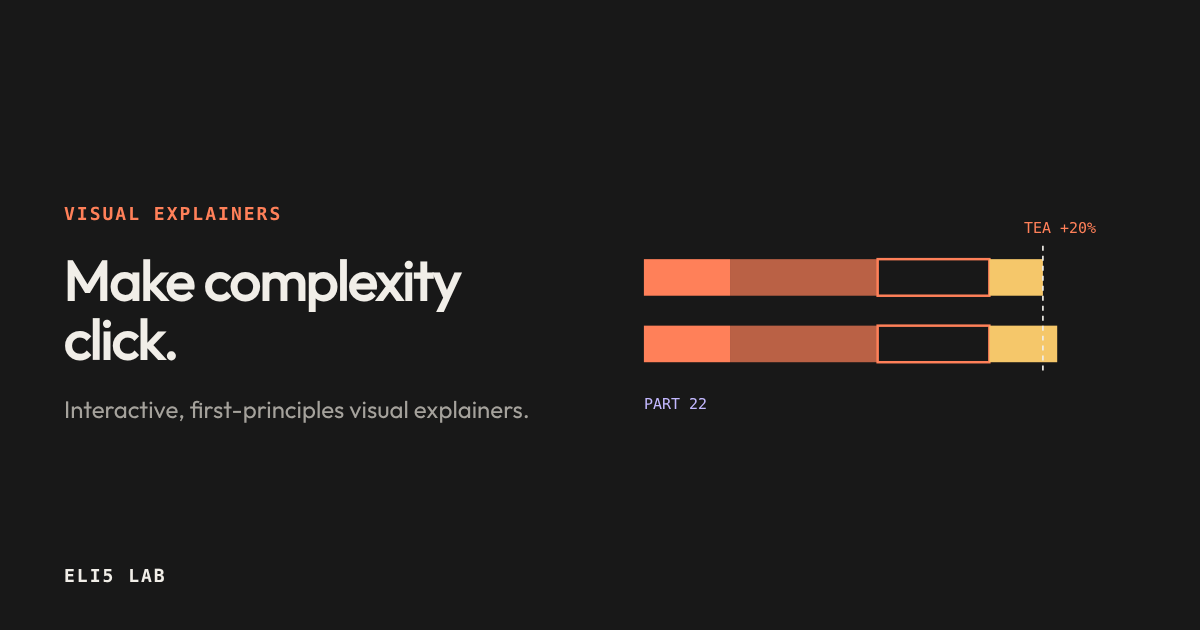 VISUAL EXPLAINERS
Make complexity
click.
Interactive, first-principles visual explainers.
TEA +20%
PART 22
ELI5 LAB